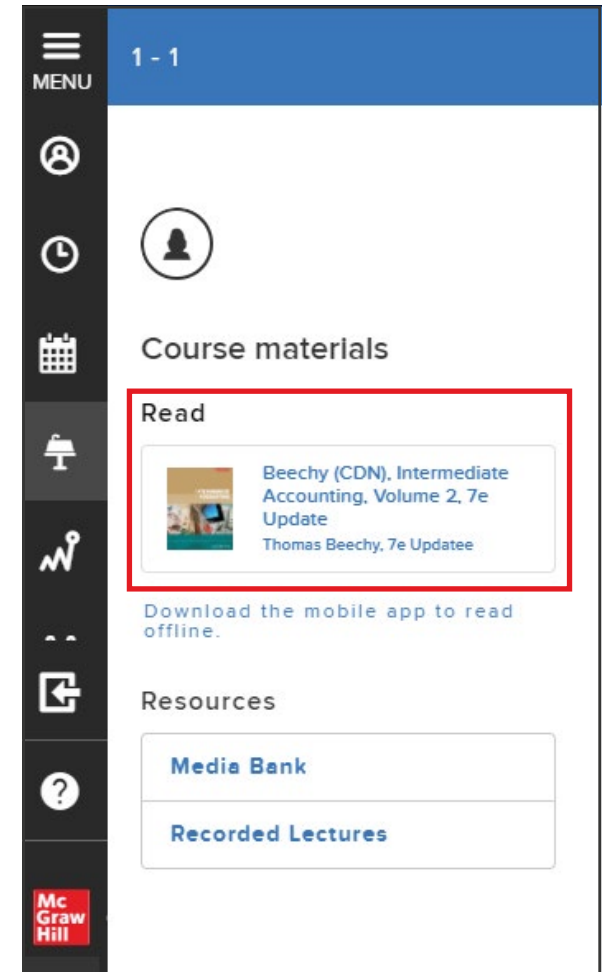 MENU
1 - 1
Course materials
Read
Beechy (CDN), Intermediate
Accounting, Volume 2, 7e
Update
Thomas Beechy, 7e Updatee
Download the mobile app to read
offline.
Resources
Media Bank
Recorded Lectures
Mc
Graw
Hill